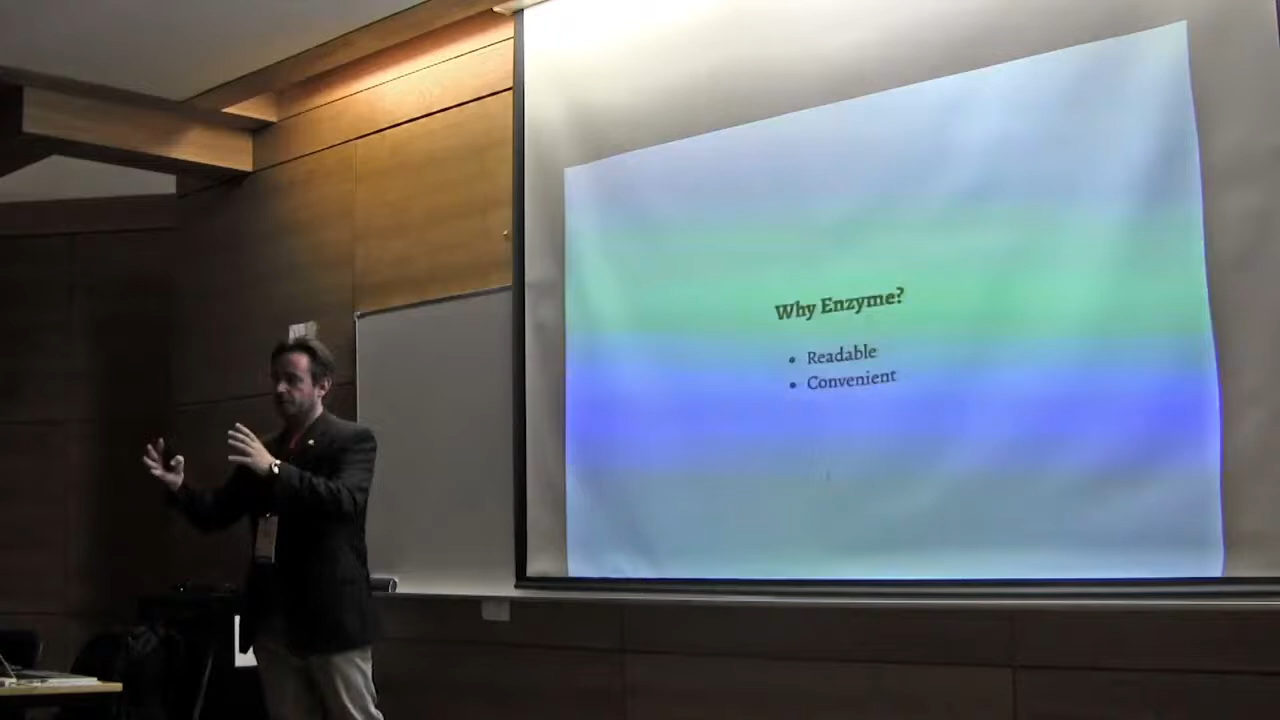 Why Enzyme?
• Readable
• Convenient